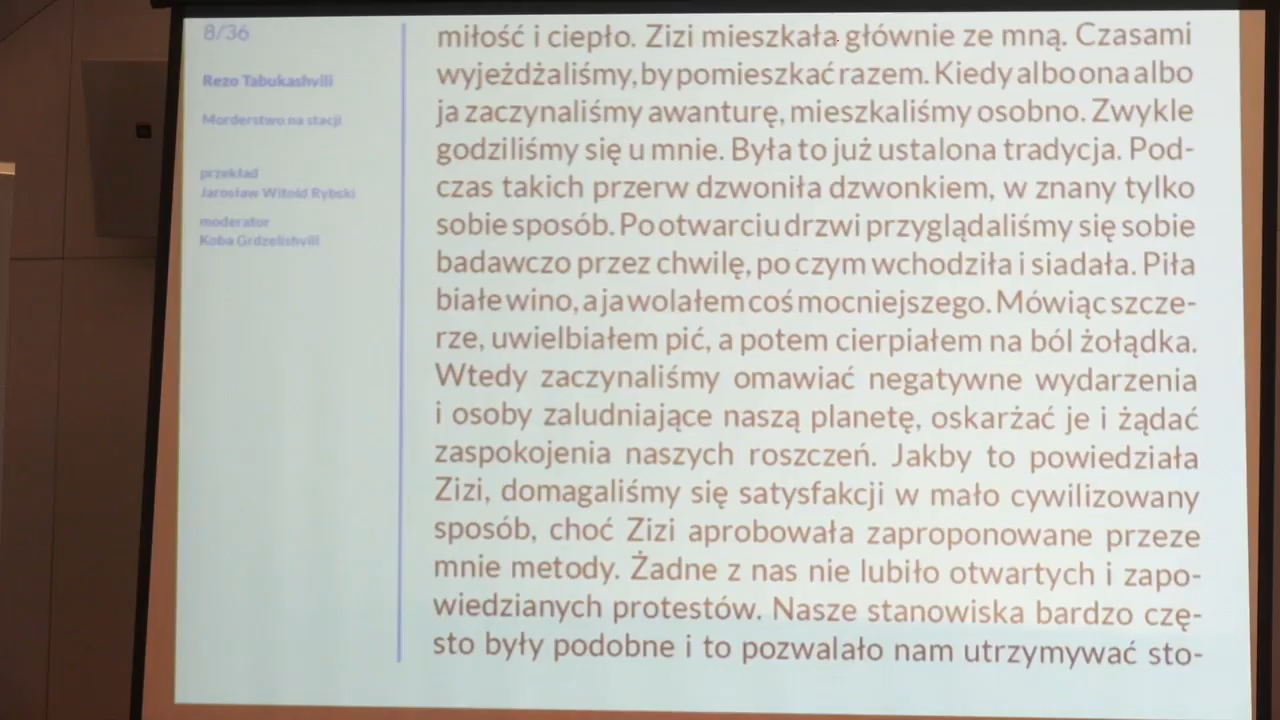 8/36
Rezo Tabukashvili
Morderstwo na stacji
przekład
Jarosław Witold Rybski
moderator
Koba Grdzelishvili
miłość i ciepło. Zizi mieszkała główn­ie ze mną. Czasami
wyjeżdżaliśmy, by pomieszkać razem. Kiedy albo ona albo
ja zaczynaliśmy awanturę, mieszkaliśmy osobno. Zwykle
godziliśmy się u mnie. Była to już ustalona tradycja. Pod-
czas takich przerw dzwoniła dzwonkiem, w znany tylko
sobie sposób. Po otwarciu drzwi przyglądaliśmy się sobie
badawczo przez chwilę, po czym wchodziła i siadała. Piła
białe wino, a ja wolałem coś mocniejszego. Mówiąc szcze-
rze, uwielbiałem pić, a potem cierpiałem na ból żołądka.
Wtedy zaczynaliśmy omawiać negatywne wydarzenia
i osoby zaludniające naszą planetę, oskarżać je i żądać
zaspokojenia naszych roszczeń. Jakby to powiedziała
Zizi, domagaliśmy się satysfakcji w mało cywilizowany
sposób, choć Zizi aprobowała zaproponowane przeze
mnie metody. Żadne z nas nie lubiło otwartych i zapo-
wiedzianych protestów. Nasze stanowiska bardzo czę-
sto były podobne i to pozwalało nam utrzymywać sto-